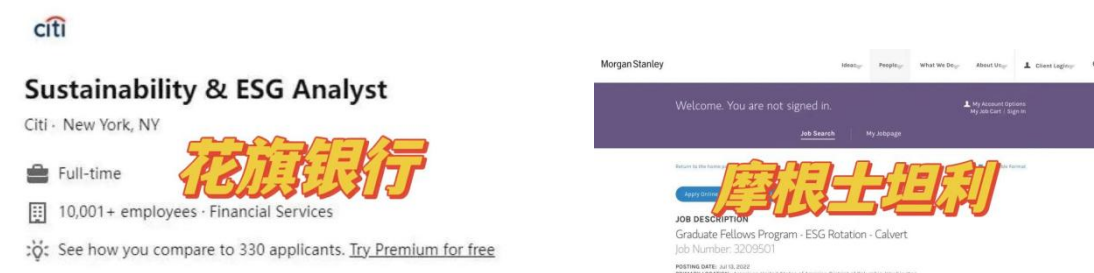 citi
Sustainability & ESG Analyst
Citi · New York, NY
花旗银行
Full-time
10,001+ employees · Financial Services
See how you compare to 330 applicants. Try Premium for free
Morgan Stanley
Ideas
People
What We Do
About Us
Client Login
Welcome. You are not signed in.
My Account Options
My Job Cart | Sign In
Job Search
My Jobpage
摩根士坦利
Apply Online
JOB DESCRIPTION
Graduate Fellows Program - ESG Rotation - Calvert
Job Number: 3209501
POSTING DATE: Jul 13, 2022